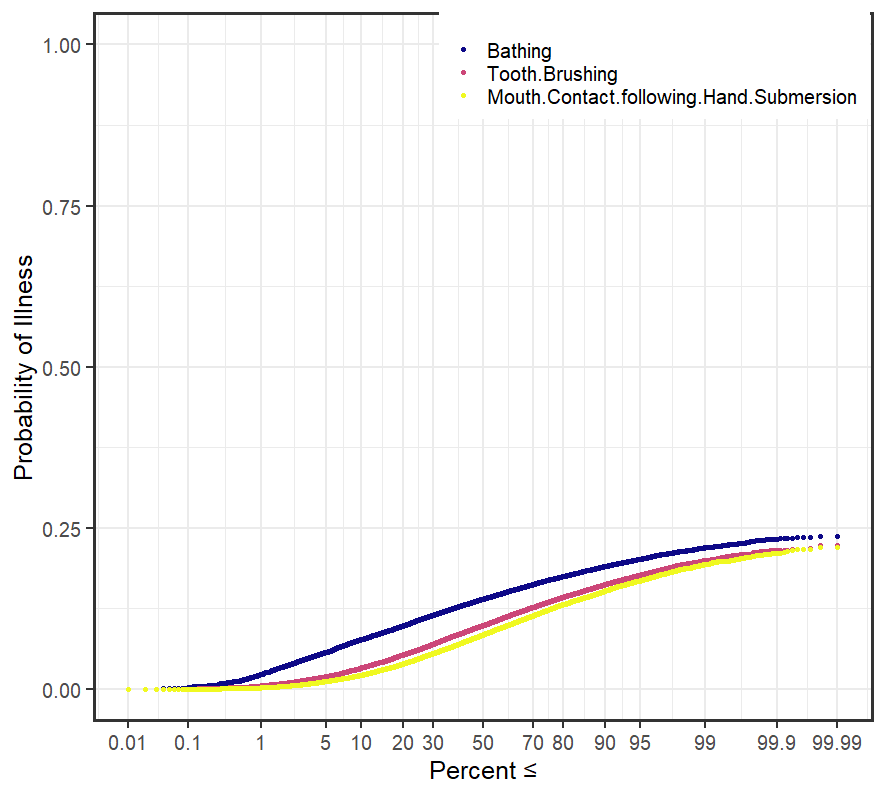 Bathing
Tooth.Brushing
Mouth.Contact.following.Hand.Submersion
1.00
0.75
0.50
0.25
0.00
Probability of Illness
0.01 0.1 1 5 10 20 30 50 70 80 90 95 99 99.9 99.99
Percent ≤